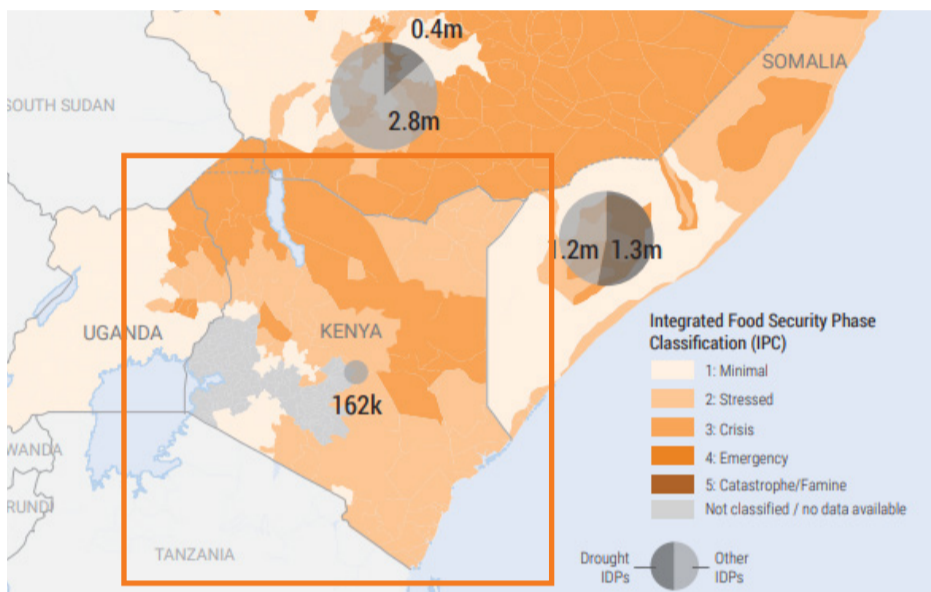 0.4m
SOMALIA
SOUTH SUDAN
2.8m
1.2m 1.3m
UGANDA
KENYA
162k
WANDA
RUNDI
TANZANIA
Integrated Food Security Phase
Classification (IPC)
1: Minimal
2: Stressed
3: Crisis
4: Emergency
5: Catastrophe/Famine
Not classified / no data available
Drought
IDPs
Other
IDPs